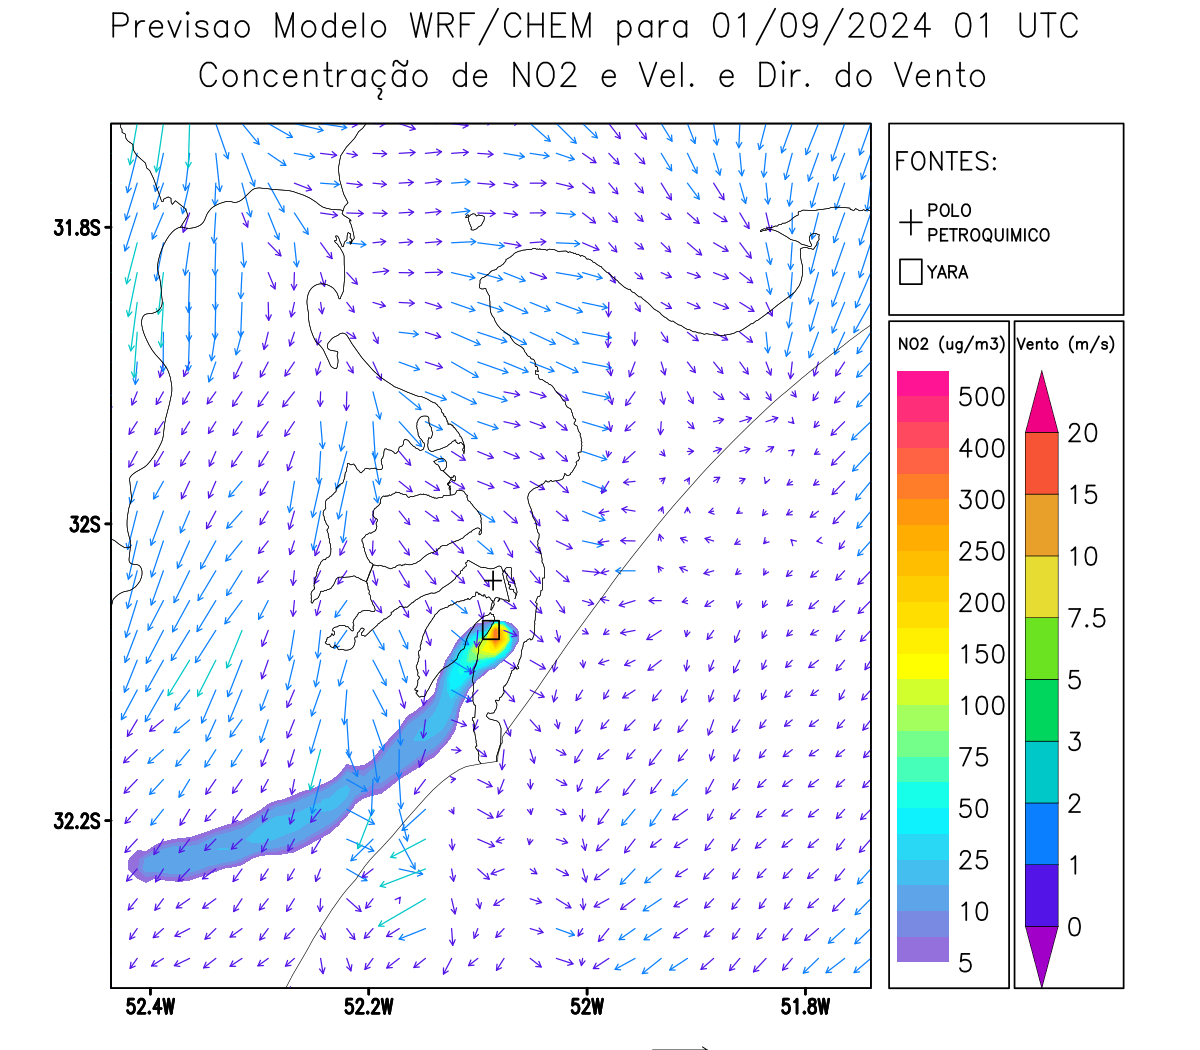 Previsao Modelo WRF/CHEM para 01/09/2024 01 UTC
Concentração de NO2 e Vel. e Dir. do Vento
FONTES:
POLO
PETROQUIMICO
YARA
NO2 (ug/m3)
500
400
300
250
200
150
100
75
50
25
10
5
Vento (m/s)
20
15
10
7.5
5
3
2
1
0
31.8S
32S
32.2S
52.4W
52.2W
52W
51.8W